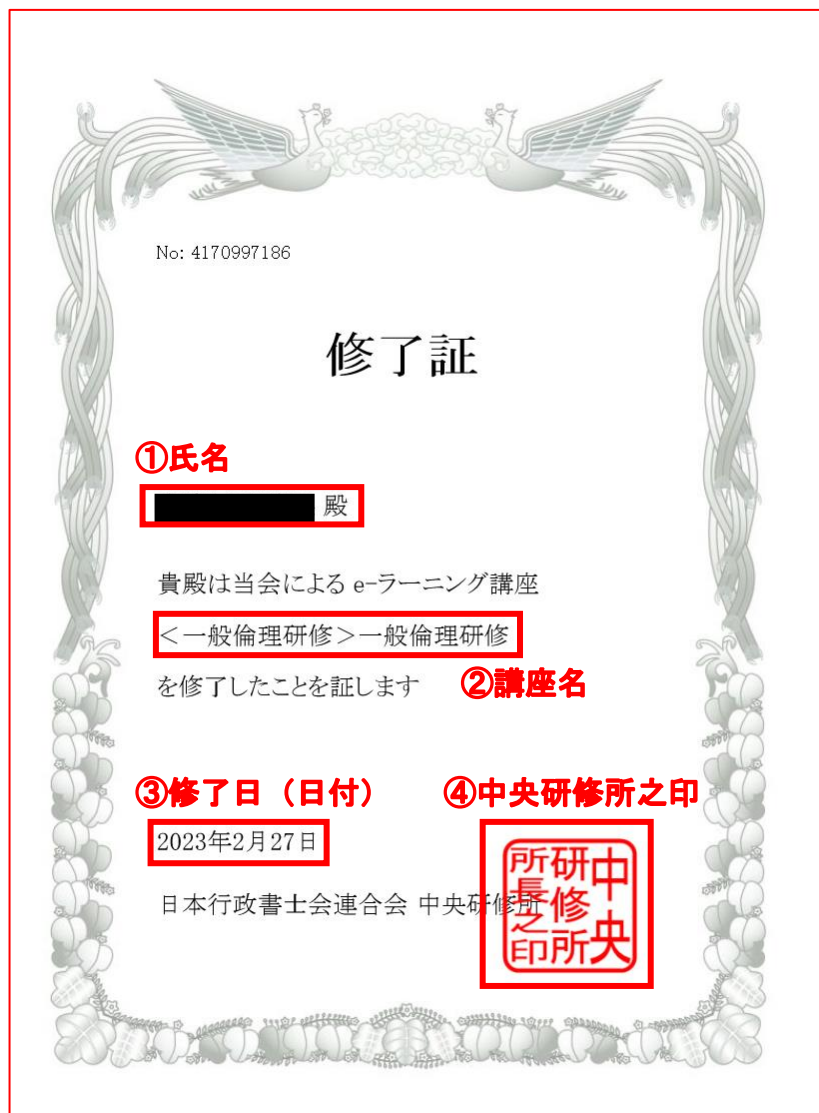 No: 4170997186
修了証
①氏名
殿
貴殿は当会による e-ラーニング講座
＜一般倫理研修＞一般倫理研修
を修了したことを証します
②講座名
③修了日（日付）
④中央研修所之印
2023年2月27日
日本行政書士会連合会 中央研修所
中央
研修所
所長之印